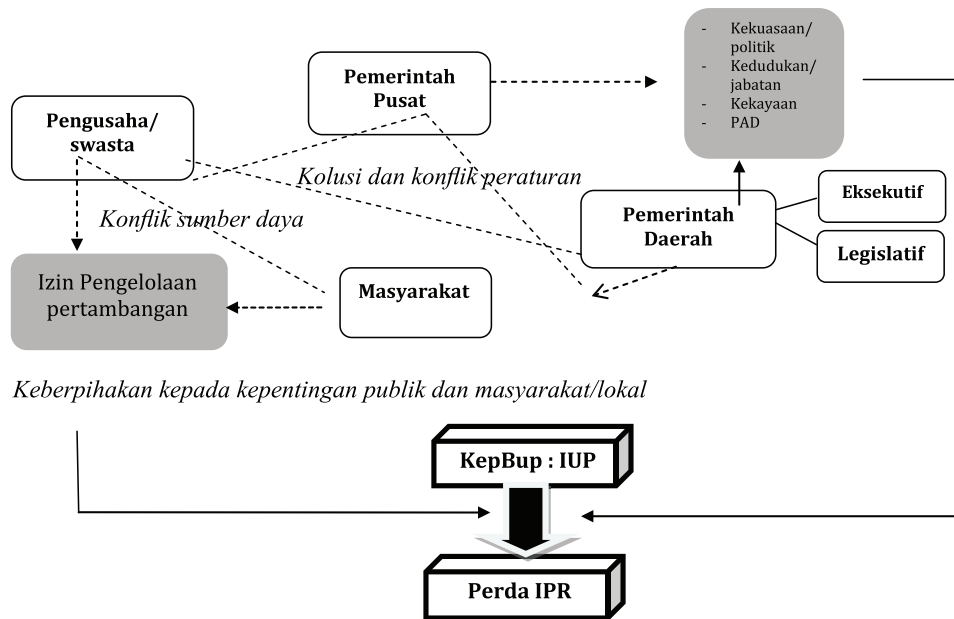 - Kekuasaan/
politik
- Kedudukan/
jabatan
- Kekayaan
- PAD
Pemerintah
Pusat
Pengusaha/
swasta
Kolusi dan konflik peraturan
Eksekutif
Pemerintah
Daerah
Konflik sumber daya
Legislatif
Izin Pengelolaan
pertambangan
Masyarakat
Keberpihakan kepada kepentingan publik dan masyarakat/lokal
KepBup : IUP
Perda IPR